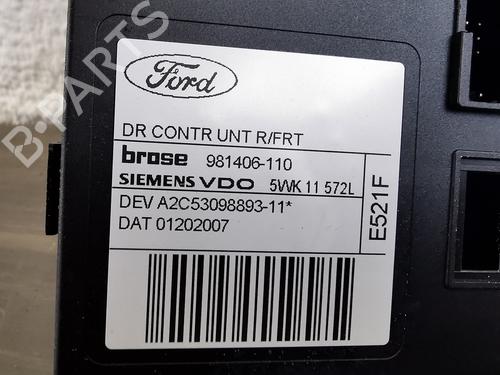 B-PARTS
Ford
DR CONTR UNT R/FRT
brose 981406-110
SIEMENS VDO 5WK 11 572L
DEV A2C53098893-11*
DAT 01202007
E521F